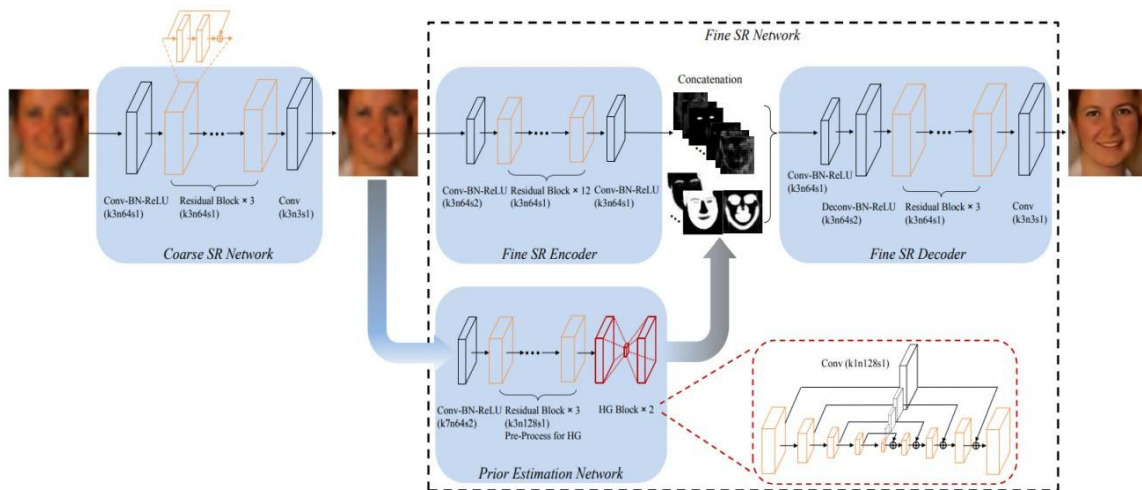 Fine SR Network
Concatenation
Conv-BN-ReLU
(k3n64s1)
Residual Block × 3
(k3n64s1)
Conv
(k3n3s1)
Coarse SR Network
Conv-BN-ReLU
(k3n64s2)
Residual Block × 12
(k3n64s1)
Conv-BN-ReLU
(k3n64s1)
Fine SR Encoder
Conv-BN-ReLU
(k3n64s1)
Deconv-BN-ReLU
(k3n64s2)
Residual Block × 3
(k3n64s1)
Conv
(k3n3s1)
Fine SR Decoder
Conv-BN-ReLU
(k7n64s2)
Residual Block × 3
(k3n128s1)
Pre-Process for HG
HG Block × 2
Prior Estimation Network
Conv (k1n128s1)